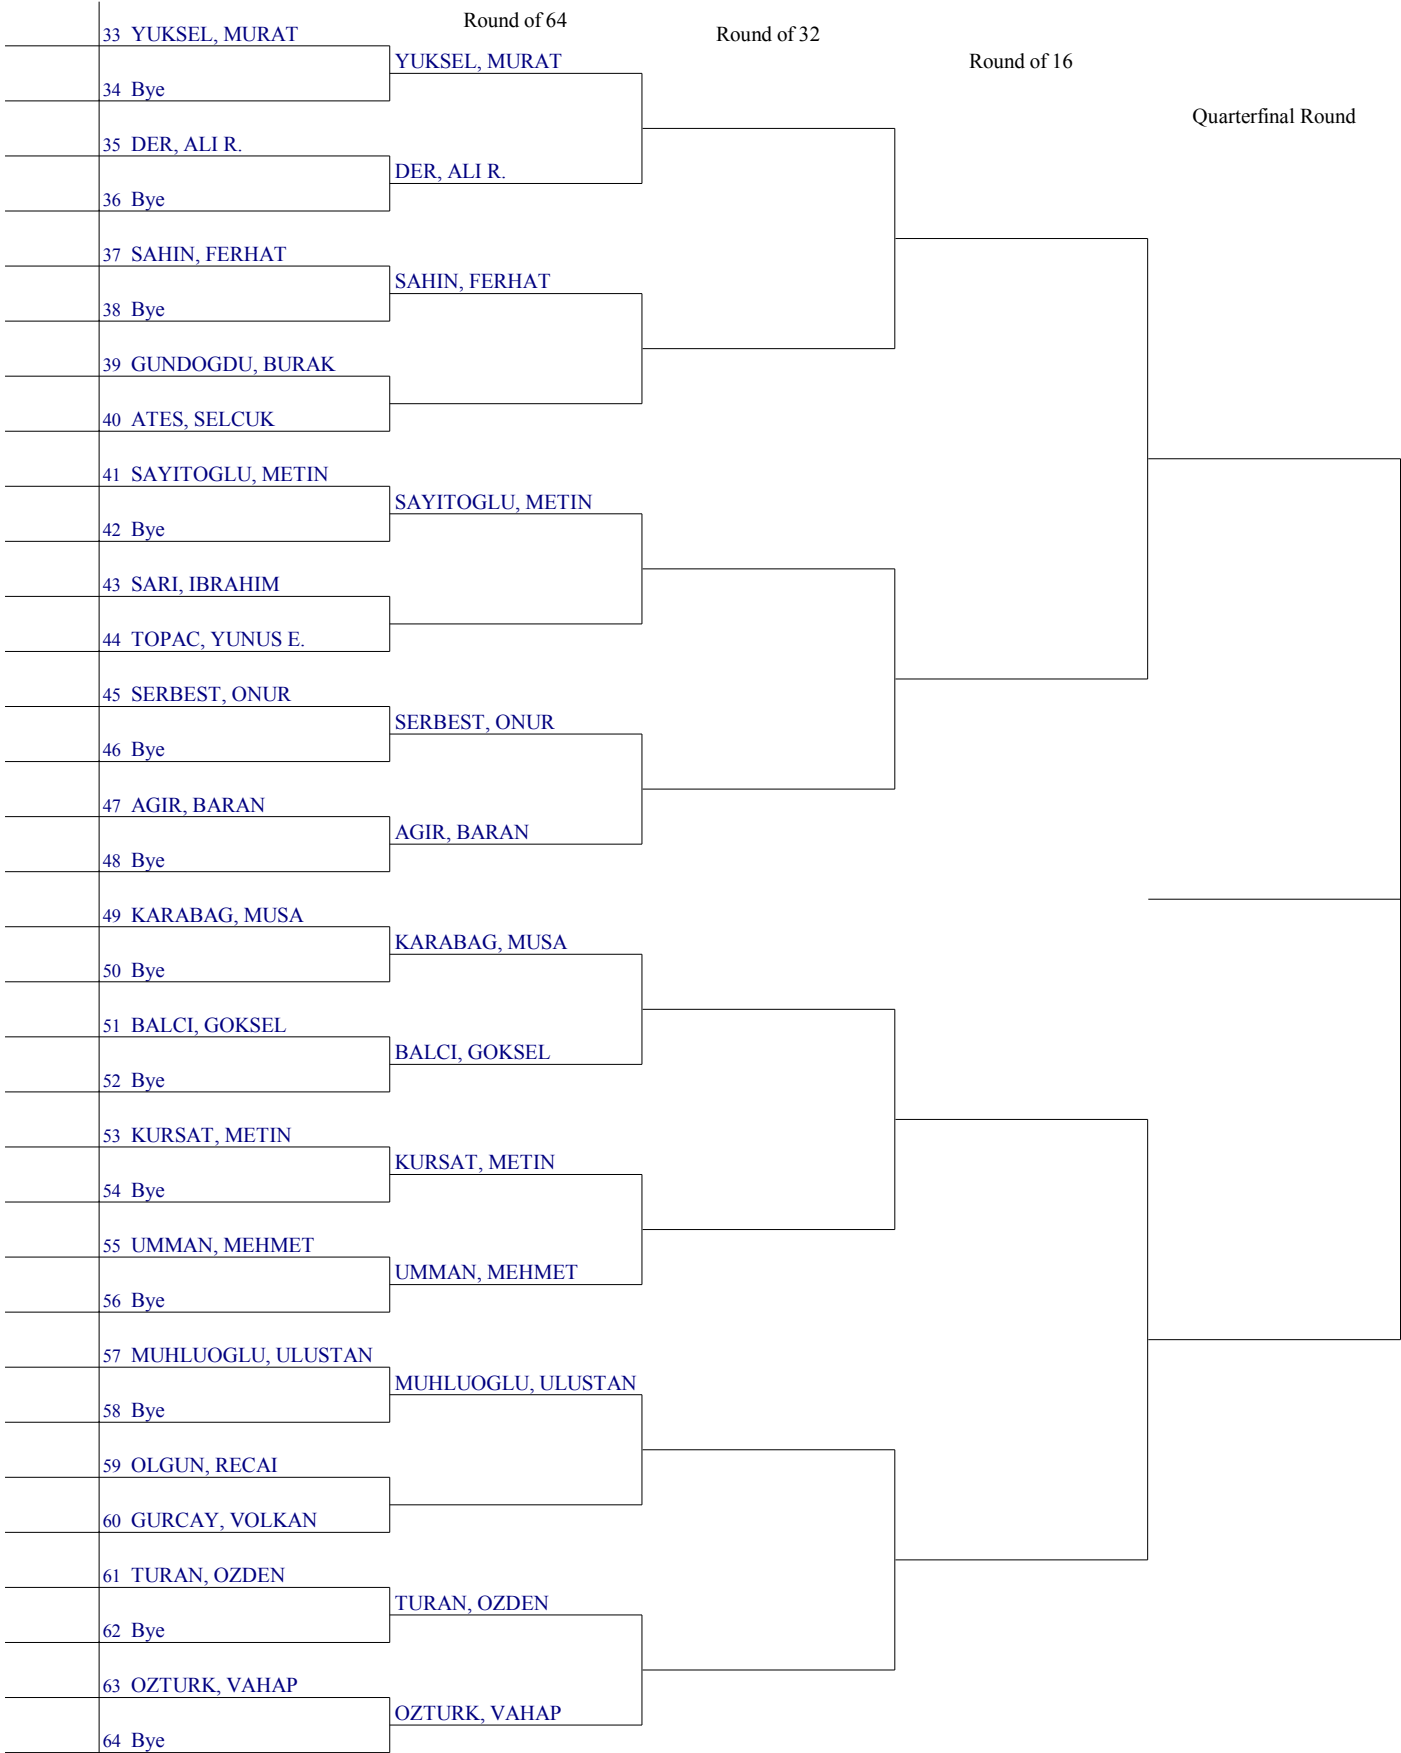 Round of 64
Round of 32
Round of 16
Quarterfinal Round
33 YUKSEL, MURAT
YUKSEL, MURAT
34 Bye
35 DER, ALI R.
DER, ALI R.
36 Bye
37 SAHIN, FERHAT
SAHIN, FERHAT
38 Bye
39 GUNDOGDU, BURAK
40 ATES, SELCUK
41 SAYITOGLU, METIN
SAYITOGLU, METIN
42 Bye
43 SARI, IBRAHIM
44 TOPAC, YUNUS E.
45 SERBEST, ONUR
SERBEST, ONUR
46 Bye
47 AGIR, BARAN
AGIR, BARAN
48 Bye
49 KARABAG, MUSA
KARABAG, MUSA
50 Bye
51 BALCI, GOKSEL
BALCI, GOKSEL
52 Bye
53 KURSAT, METIN
KURSAT, METIN
54 Bye
55 UMMAN, MEHMET
UMMAN, MEHMET
56 Bye
57 MUHLUOGLU, ULUSTAN
MUHLUOGLU, ULUSTAN
58 Bye
59 OLGUN, RECAI
60 GURCAY, VOLKAN
61 TURAN, OZDEN
TURAN, OZDEN
62 Bye
63 OZTURK, VAHAP
OZTURK, VAHAP
64 Bye